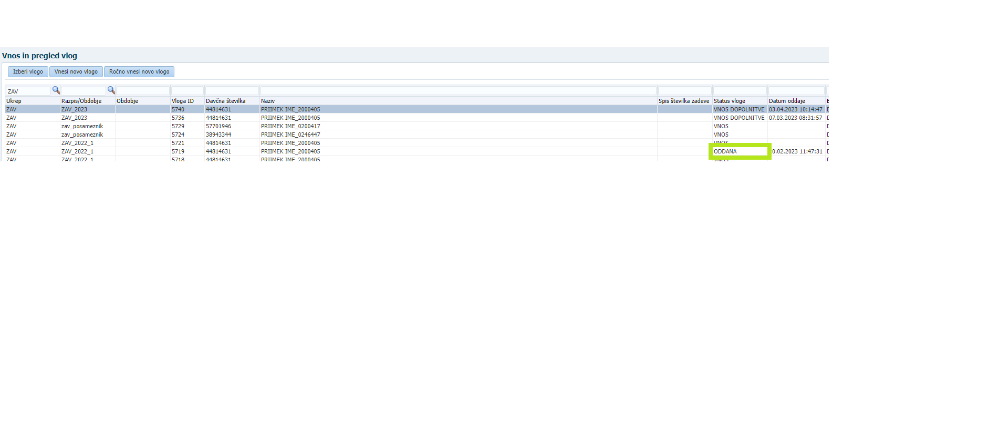 Vnos in pregled vlog
Izberi vlogo Vnesi novo vlogo Ročno vnesi novo vlogo
ZAV
Ukrep Razpis/Obdobje Obdobje Vloga ID Davčna številka Naziv Spis številka zadeve Status vloge Datum oddaje
ZAV ZAV_2023 5740 44814631 PRIIMEK IME_2000405 VNOS DOPOLNITVE 03.04.2023 10:14:47
ZAV ZAV_2023 5736 44814631 PRIIMEK IME_2000405 VNOS DOPOLNITVE 07.03.2023 08:31:57
ZAV zav_posameznik 5729 57701946 PRIIMEK IME_0200417 VNOS
ZAV zav_posameznik 5724 38943344 PRIIMEK IME_0246447 VNOS
ZAV ZAV_2022_1 5721 44814631 PRIIMEK IME_2000405 VNOS
ZAV ZAV_2022_1 5719 44814631 PRIIMEK IME_2000405 ODDANA 0.02.2023 11:47:31
ZAV ZAV_2022_1 5718 44814631 PRIIMEK IME_2000405 VNOS